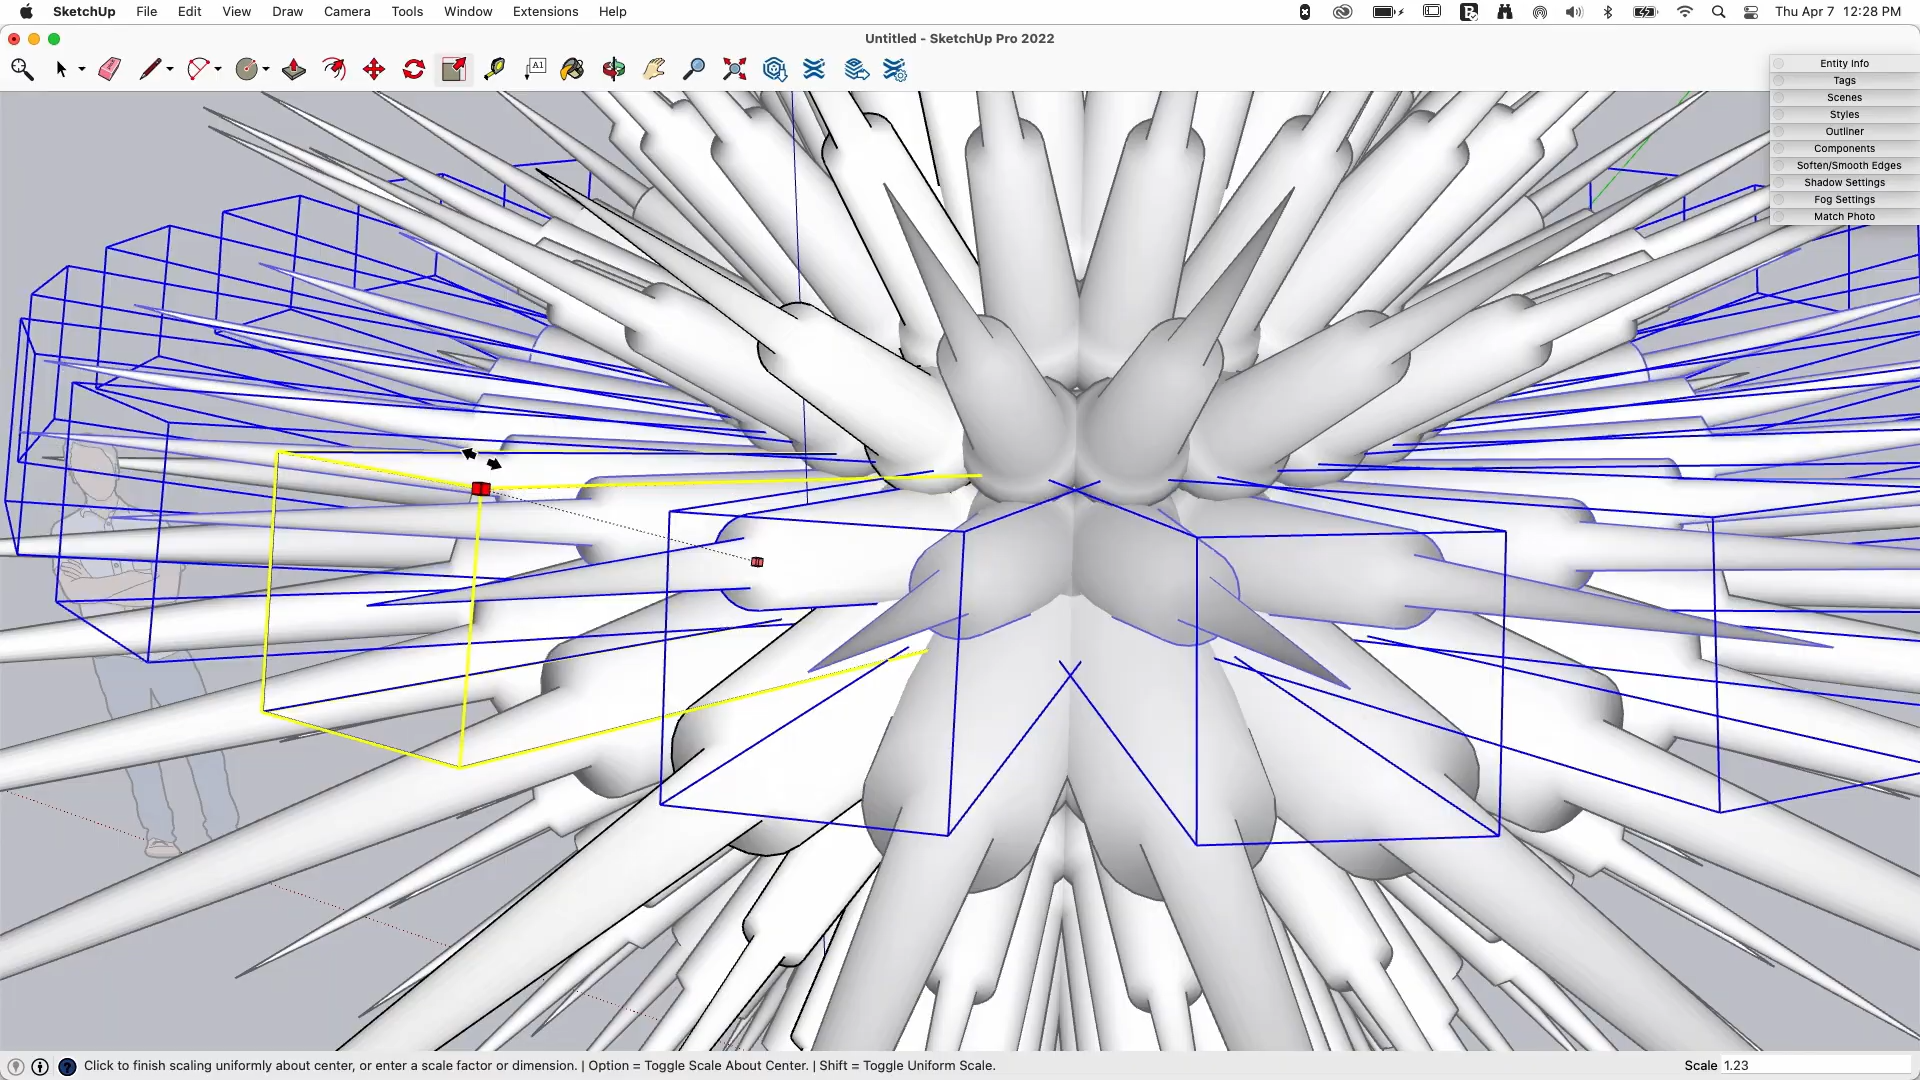 SketchUp File Edit View Draw Camera Tools Window Extensions Help Thu Apr 7 12:28 PM
Untitled - SketchUp Pro 2022
A1
Entity Info
Tags
Scenes
Styles
Outliner
Components
Soften/Smooth Edges
Shadow Settings
Fog Settings
Match Photo
Click to finish scaling uniformly about center, or enter a scale factor or dimension. | Option = Toggle Scale About Center. | Shift = Toggle Uniform Scale. Scale 1.23